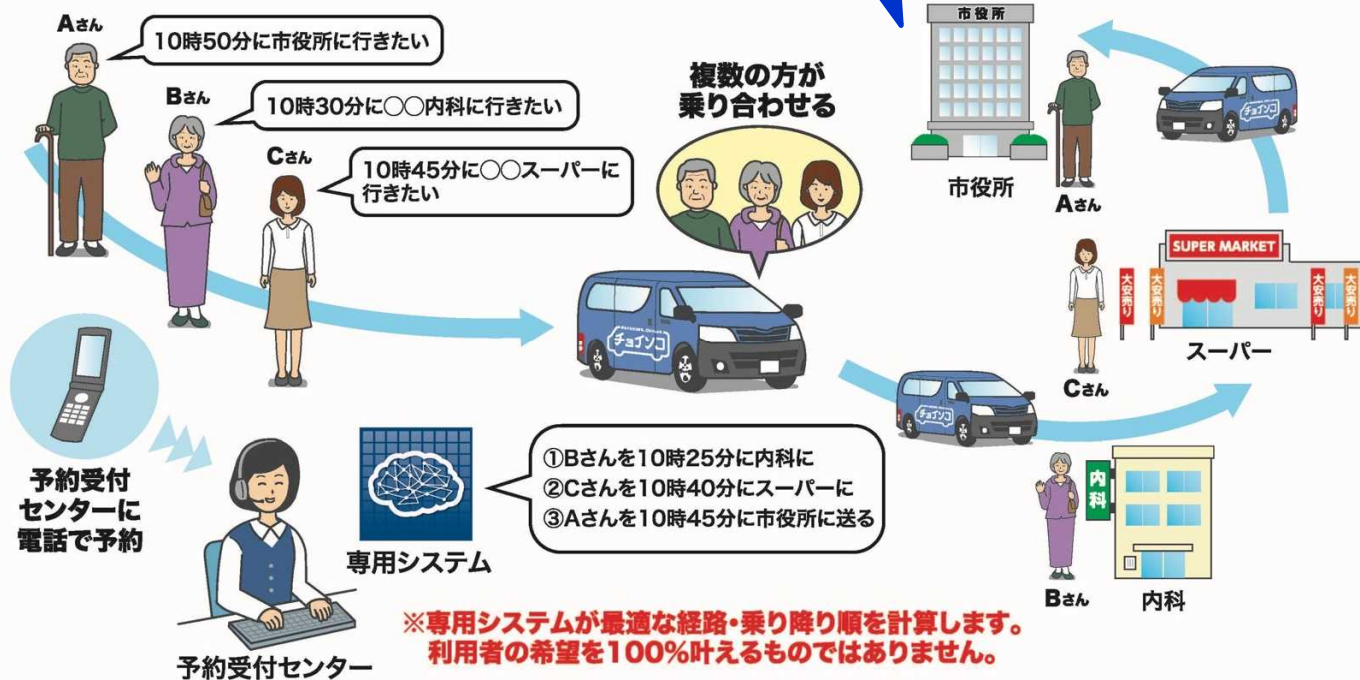 Aさん
10時50分に市役所に行きたい
Bさん
10時30分に○○内科に行きたい
Cさん
10時45分に○○スーパーに
行きたい
複数の方が
乗り合わせる
チョイソコ
市役所
市役所
Aさん
チョイソコ
SUPER MARKET
大安売り
大安売り
大安売り
大安売り
スーパー
Cさん
チョイソコ
内科
Bさん
内科
予約受付
センターに
電話で予約
専用システム
①Bさんを10時25分に内科に
②Cさんを10時40分にスーパーに
③Aさんを10時45分に市役所に送る
予約受付センター
※専用システムが最適な経路・乗り降り順を計算します。
利用者の希望を100%叶えるものではありません。